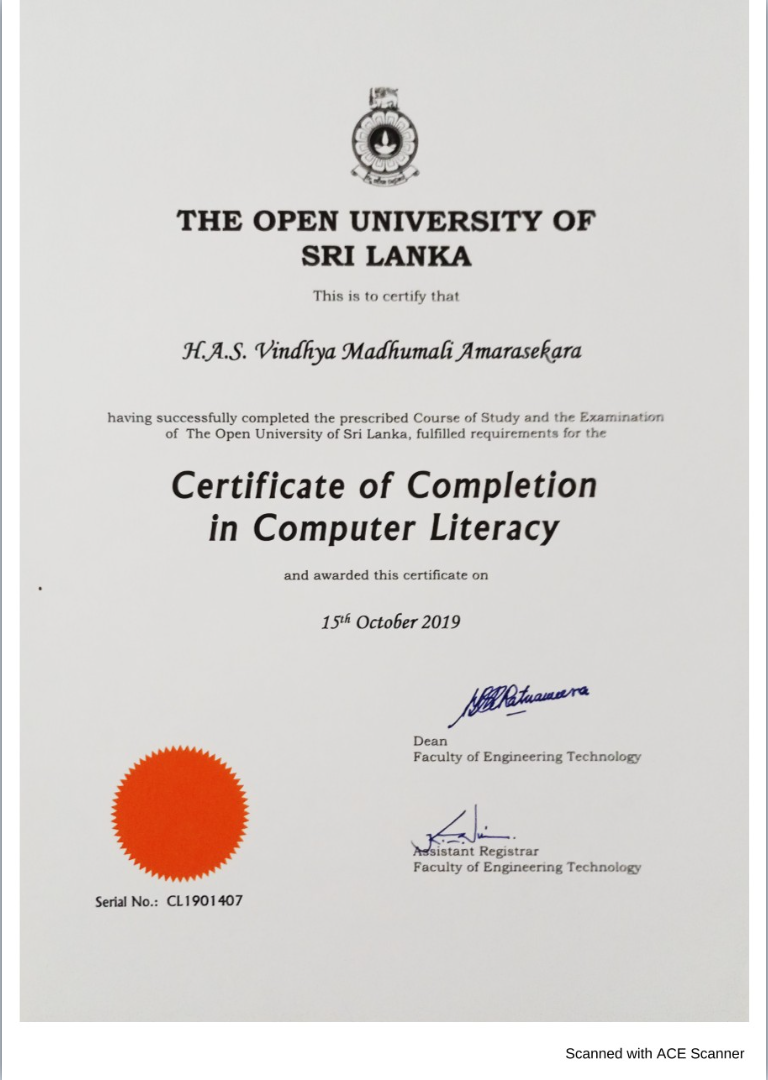 THE OPEN UNIVERSITY OF
SRI LANKA
This is to certify that
H.A.S. Vindhya Madhumali Amarasekara
having successfully completed the prescribed Course of Study and the Examination
of The Open University of Sri Lanka, fulfilled requirements for the
Certificate of Completion
in Computer Literacy
and awarded this certificate on
15th October 2019
Dean
Faculty of Engineering Technology
Assistant Registrar
Faculty of Engineering Technology
Serial No.: CL1901407
Scanned with ACE Scanner